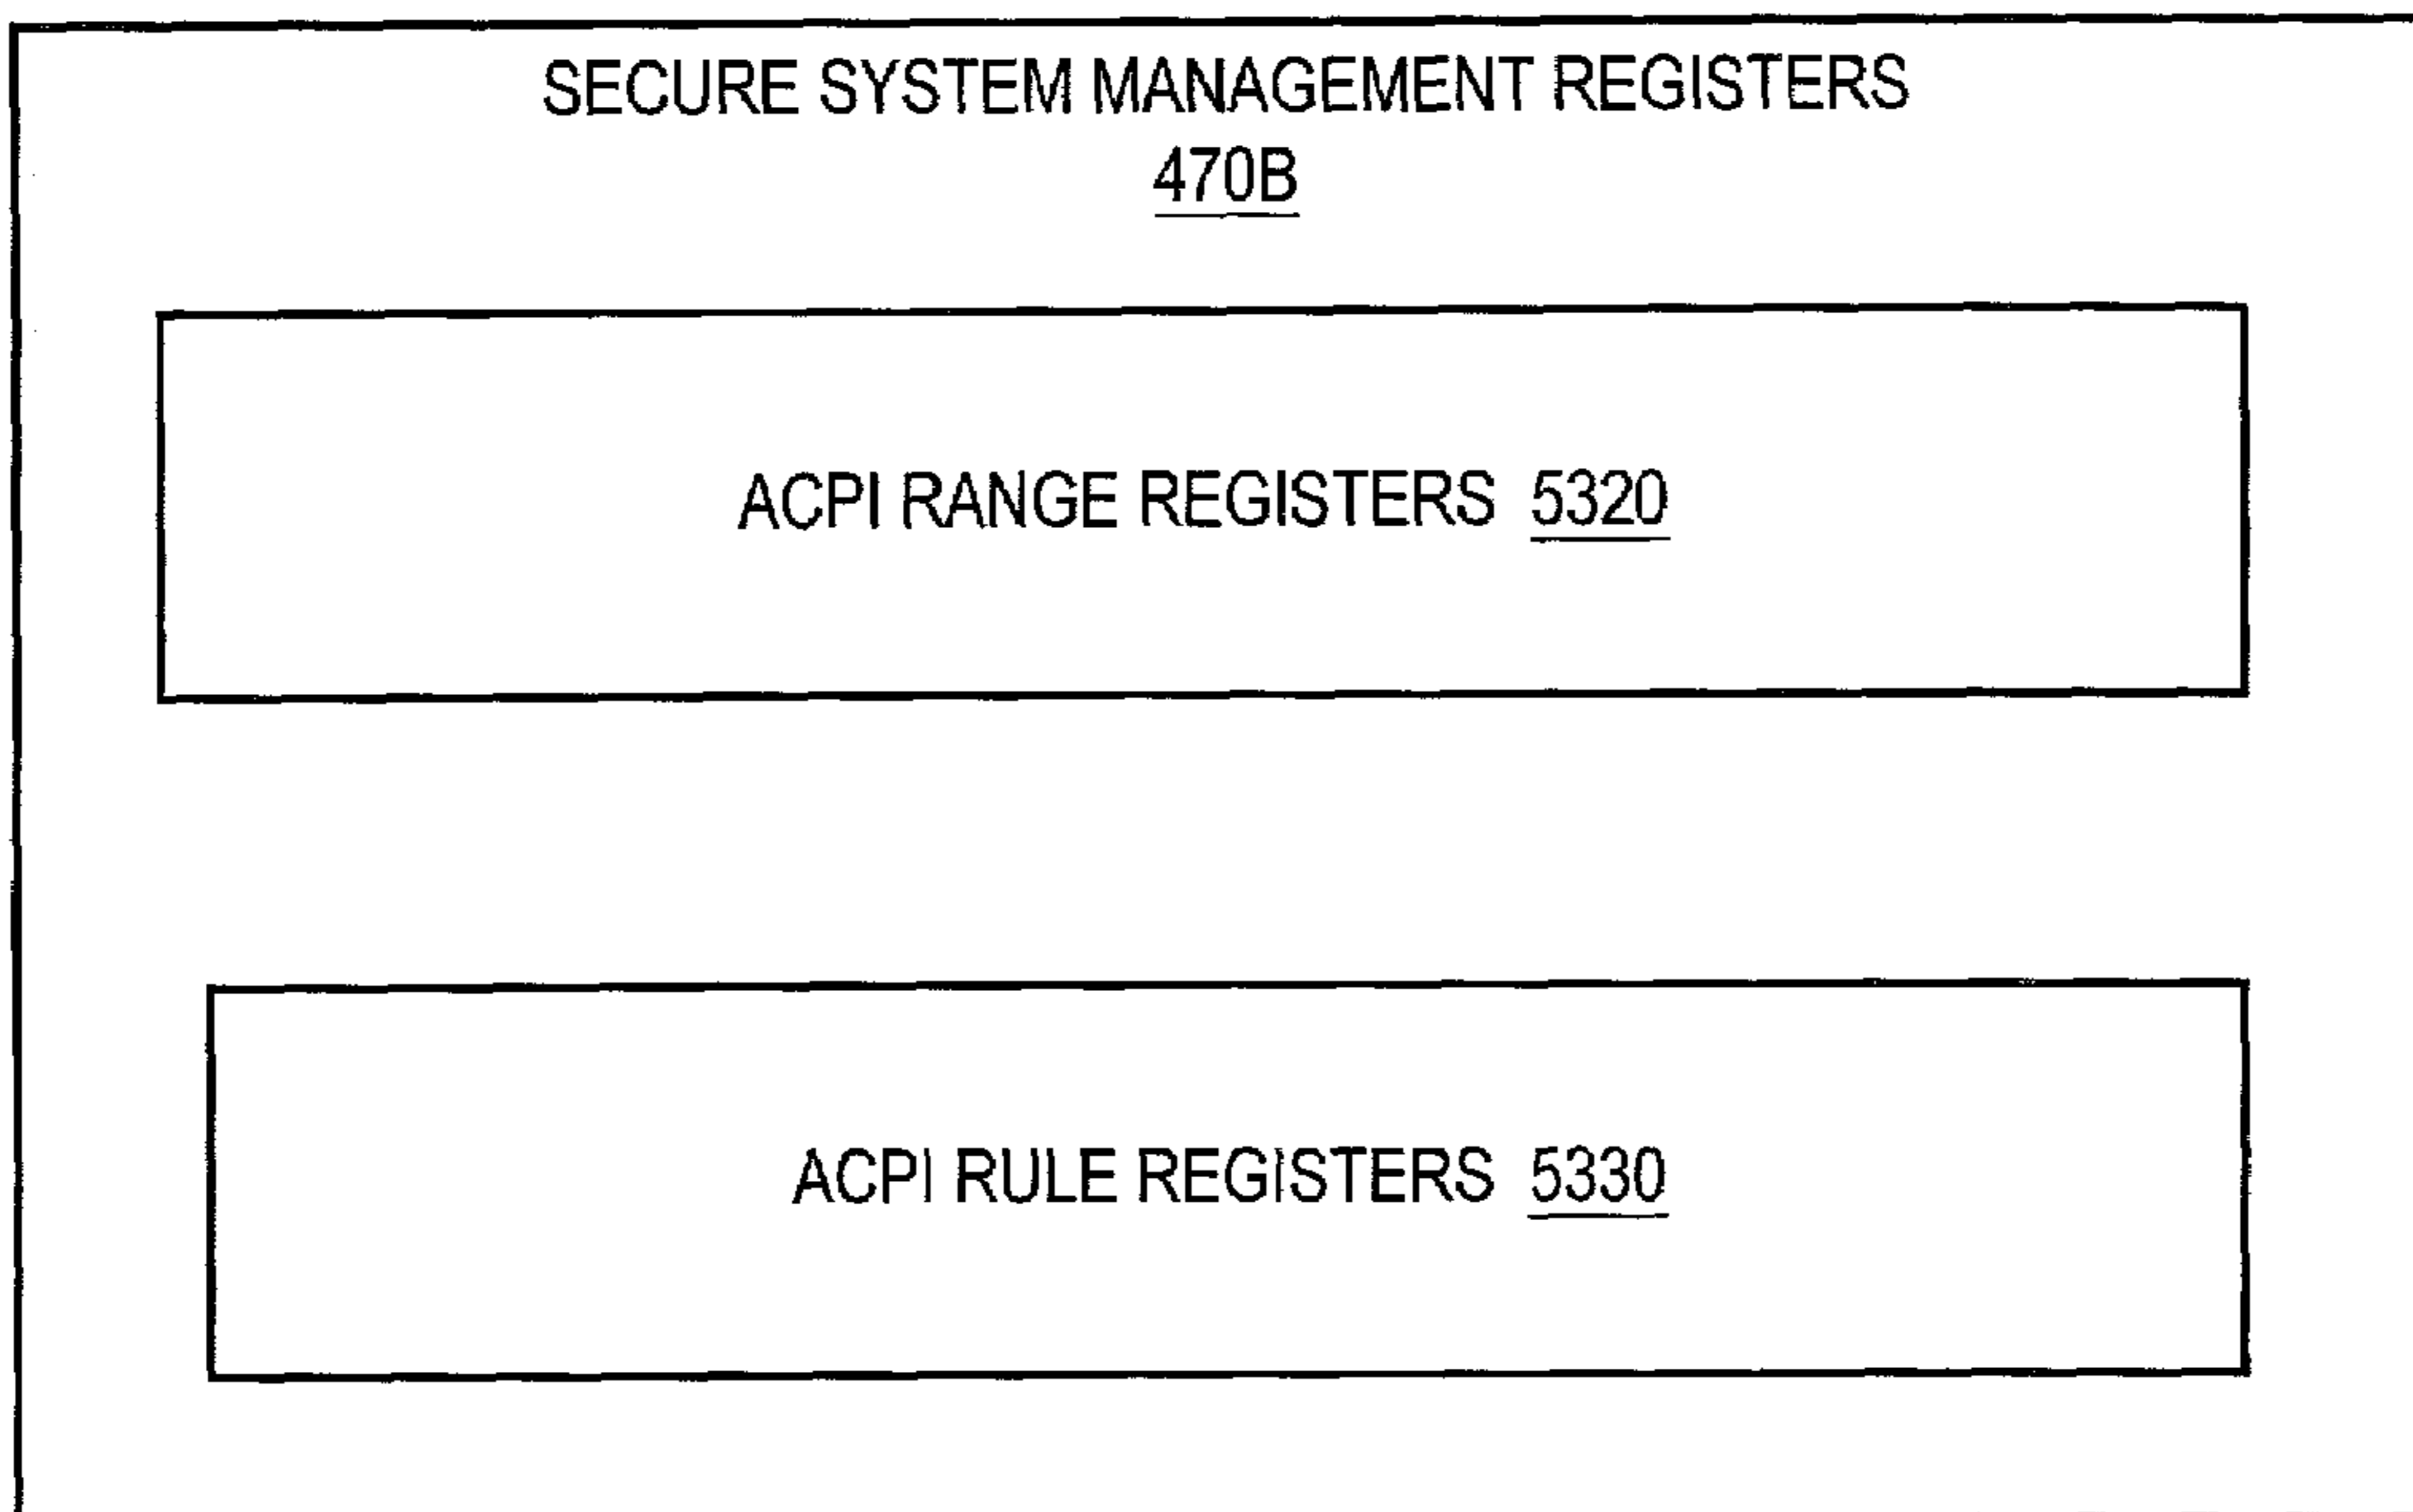 SECURE SYSTEM MANAGEMENT REGISTERS
470B
ACPI RANGE REGISTERS 5320
ACPI RULE REGISTERS 5330